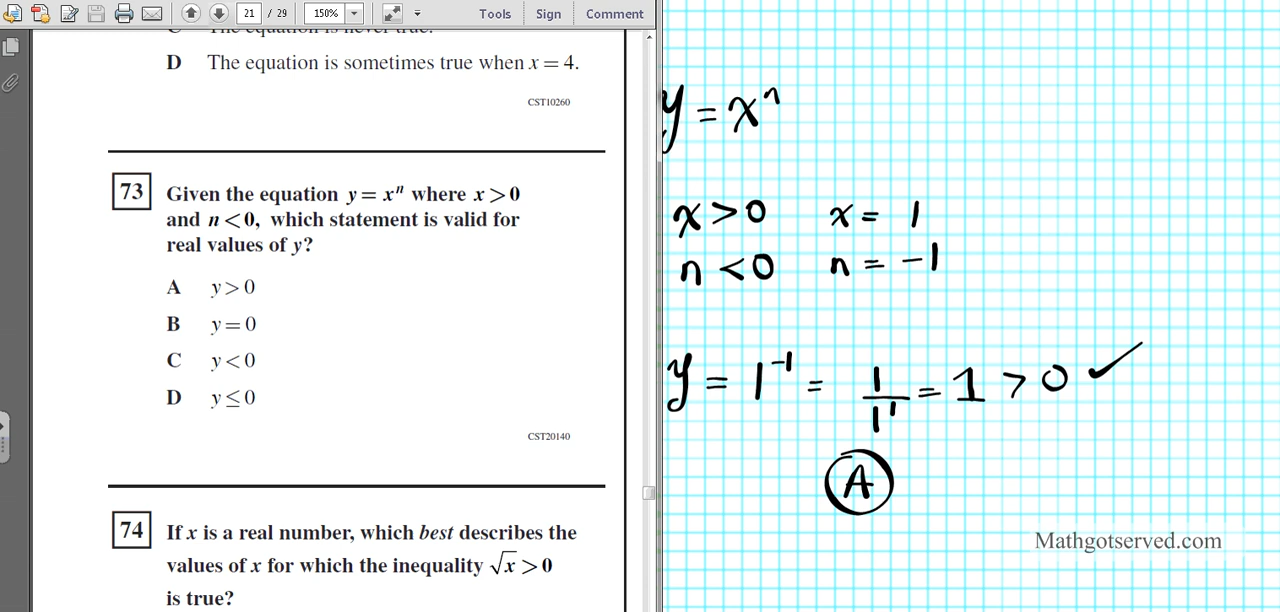 21 / 29 150% Tools Sign Comment
D The equation is sometimes true when x = 4.
CST10260
73 Given the equation y = xⁿ where x > 0
and n < 0, which statement is valid for
real values of y?
A y > 0
B y = 0
C y < 0
D y ≤ 0
CST20140
74 If x is a real number, which best describes the
values of x for which the inequality √x > 0
is true?
y = xⁿ
x > 0 x = 1
n < 0 n = -1
y = 1⁻¹ = 1/1¹ = 1 > 0 ✓
A
Mathgotserved.com